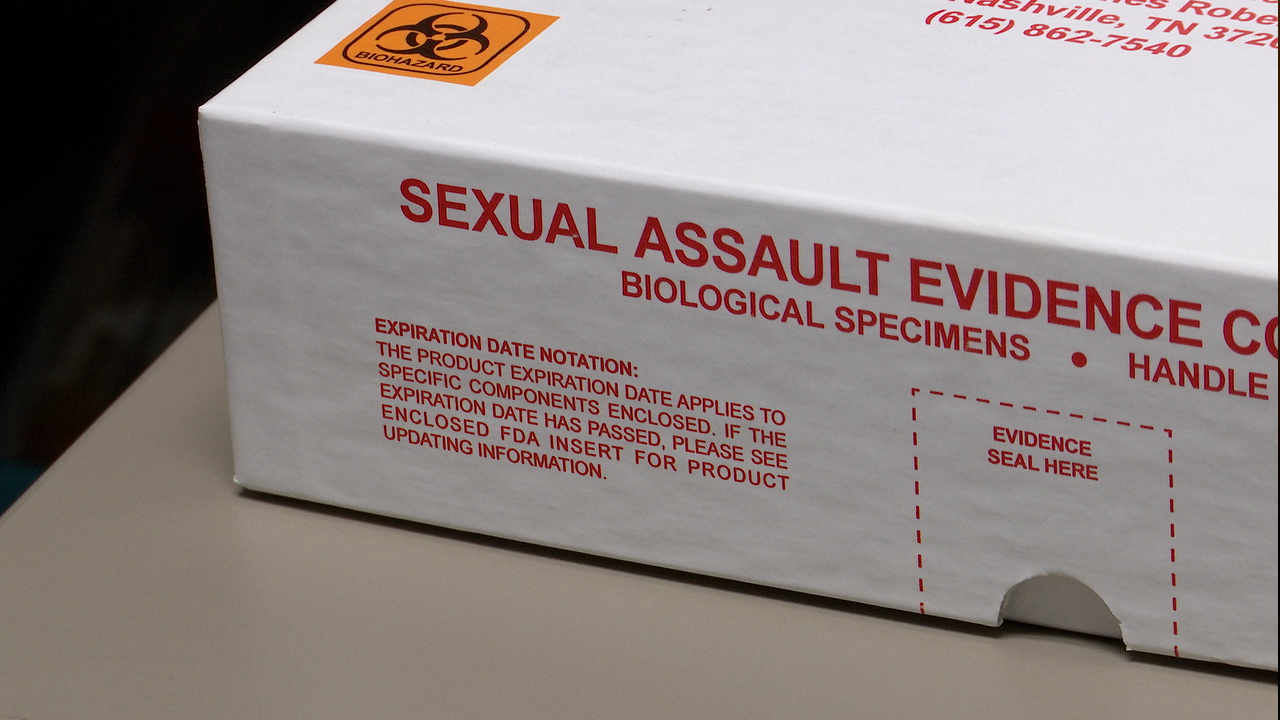 BIOHAZARD
Nashville, TN
(615) 862-7540
SEXUAL ASSAULT EVIDENCE
BIOLOGICAL SPECIMENS • HANDLE
EXPIRATION DATE NOTATION:
THE PRODUCT EXPIRATION DATE APPLIES TO
SPECIFIC COMPONENTS ENCLOSED. IF THE
EXPIRATION DATE HAS PASSED, PLEASE SEE
ENCLOSED FDA INSERT FOR PRODUCT
UPDATING INFORMATION.
EVIDENCE
SEAL HERE